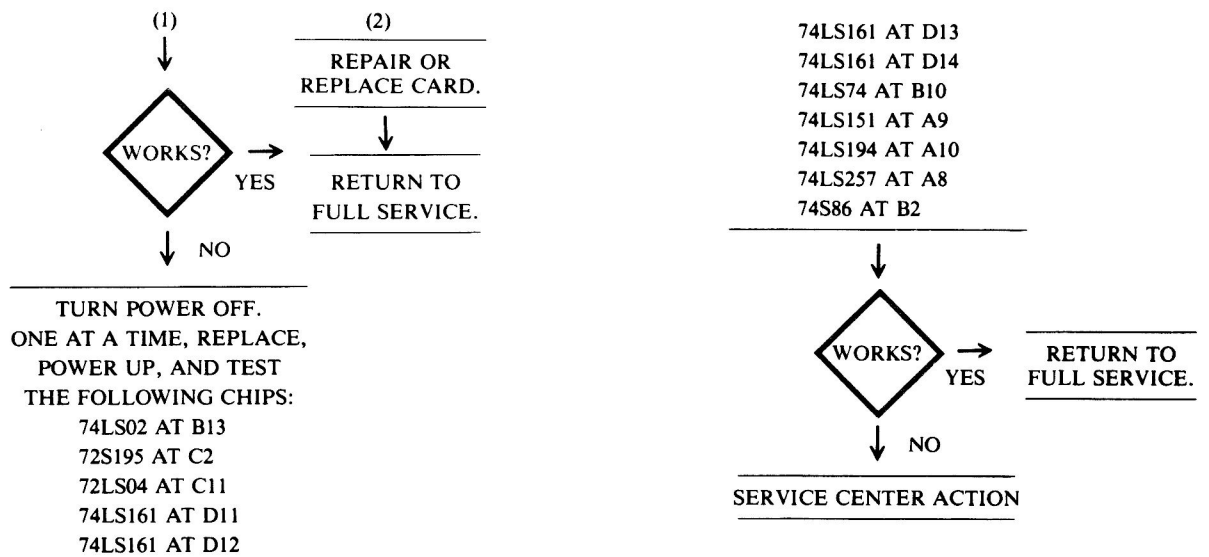 (1)
WORKS?
YES
NO
(2)
REPAIR OR
REPLACE CARD.
RETURN TO
FULL SERVICE.
TURN POWER OFF.
ONE AT A TIME, REPLACE,
POWER UP, AND TEST
THE FOLLOWING CHIPS:
74LS02 AT B13
72S195 AT C2
72LS04 AT C11
74LS161 AT D11
74LS161 AT D12
74LS161 AT D13
74LS161 AT D14
74LS74 AT B10
74LS151 AT A9
74LS194 AT A10
74LS257 AT A8
74S86 AT B2
WORKS?
YES
RETURN TO
FULL SERVICE.
NO
SERVICE CENTER ACTION